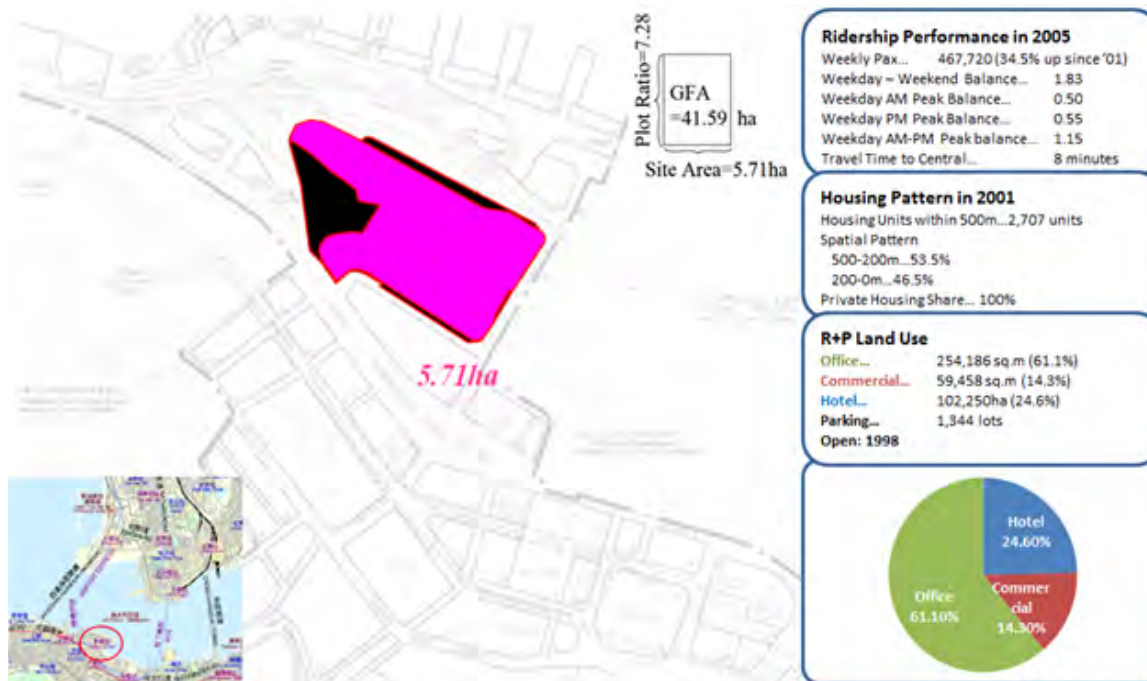 Plot Ratio=7.28
GFA
=41.59 ha
Site Area=5.71ha
5.71ha
Ridership Performance in 2005
Weekly Pax... 467,720 (34.5% up since '01)
Weekday – Weekend Balance... 1.83
Weekday AM Peak Balance... 0.50
Weekday PM Peak Balance... 0.55
Weekday AM-PM Peak balance... 1.15
Travel Time to Central... 8 minutes
Housing Pattern in 2001
Housing Units within 500m...2,707 units
Spatial Pattern
500-200m...53.5%
200-0m...46.5%
Private Housing Share... 100%
R+P Land Use
Office... 254,186 sq.m (61.1%)
Commercial... 59,458 sq.m (14.3%)
Hotel... 102,250ha (24.6%)
Parking... 1,344 lots
Open: 1998
Hotel
24.60%
Commer
cial
14.30%
Office
61.10%